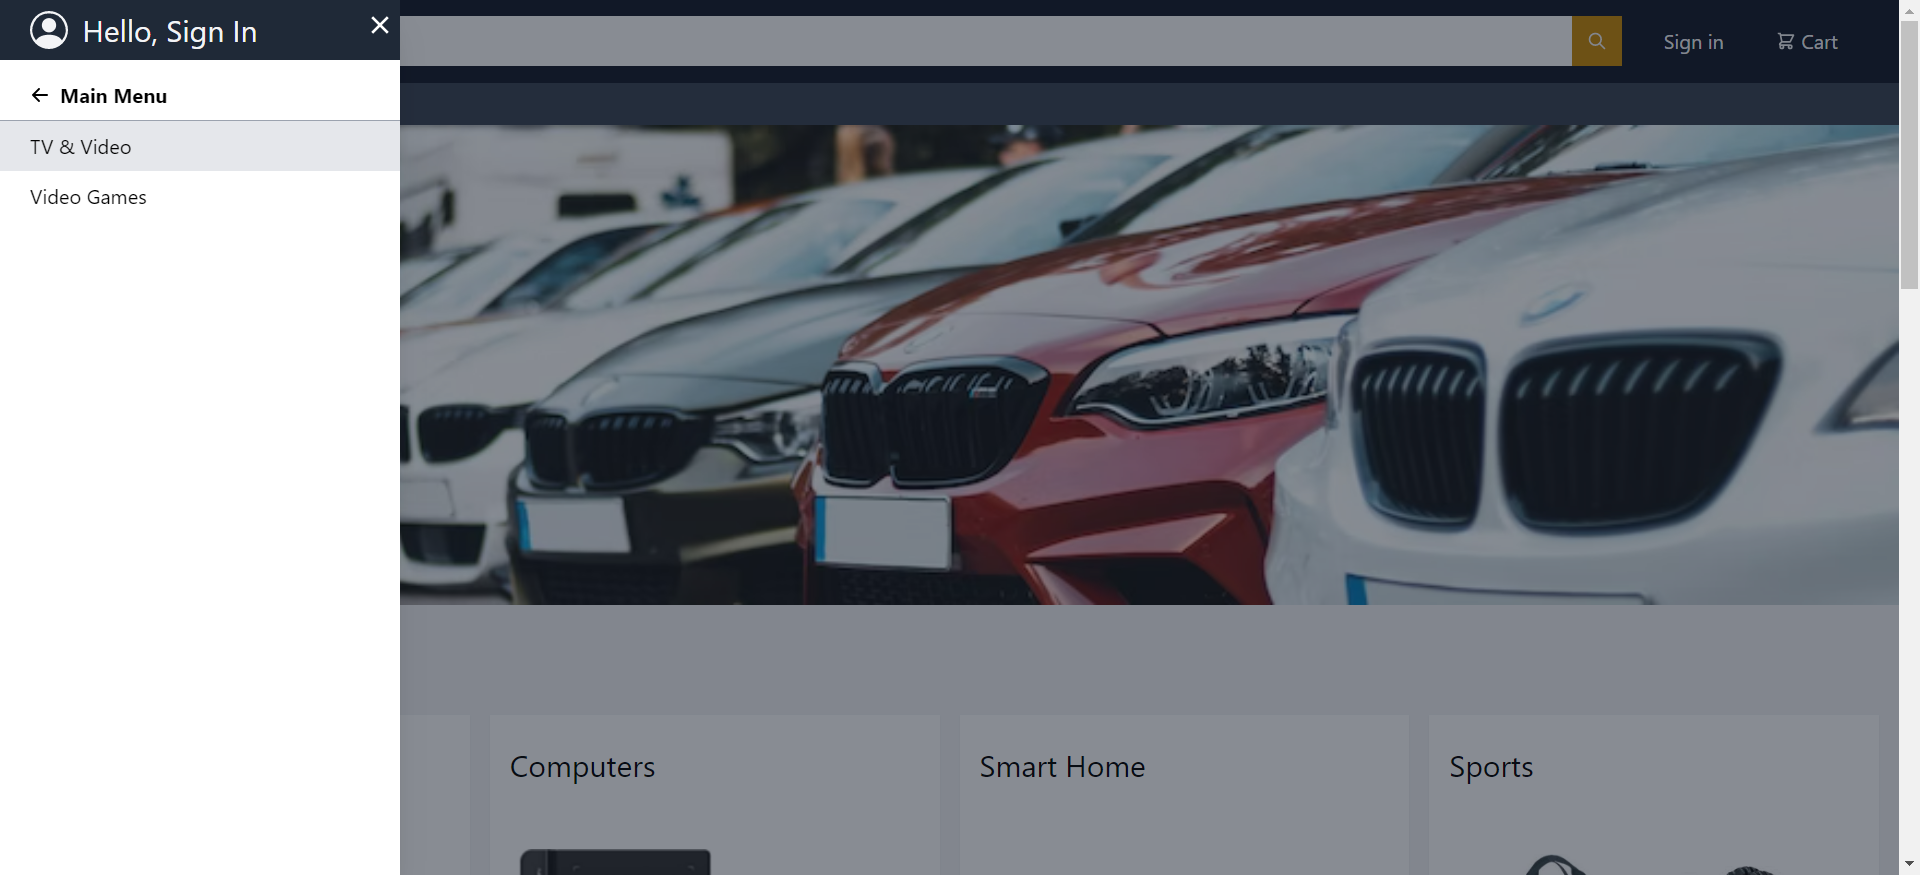 Hello, Sign In
Sign in
Cart
Main Menu
TV & Video
Video Games
Computers
Smart Home
Sports